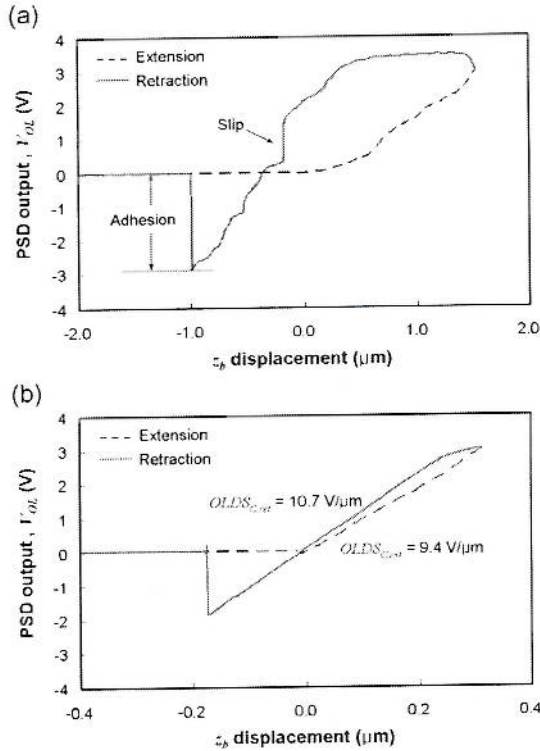 (a)
PSD output, V_OL (V)
4
3
2
1
0
-1
-2
-3
-4
Extension
Retraction
Slip
Adhesion
-2.0 -1.0 0.0 1.0 2.0
z_b displacement (μm)
(b)
PSD output, V_OL (V)
4
3
2
1
0
-1
-2
-3
-4
Extension
Retraction
= 10.7 V/μm
= 9.4 V/μm
-0.4 -0.2 0.0 0.2 0.4
z_b displacement (μm)